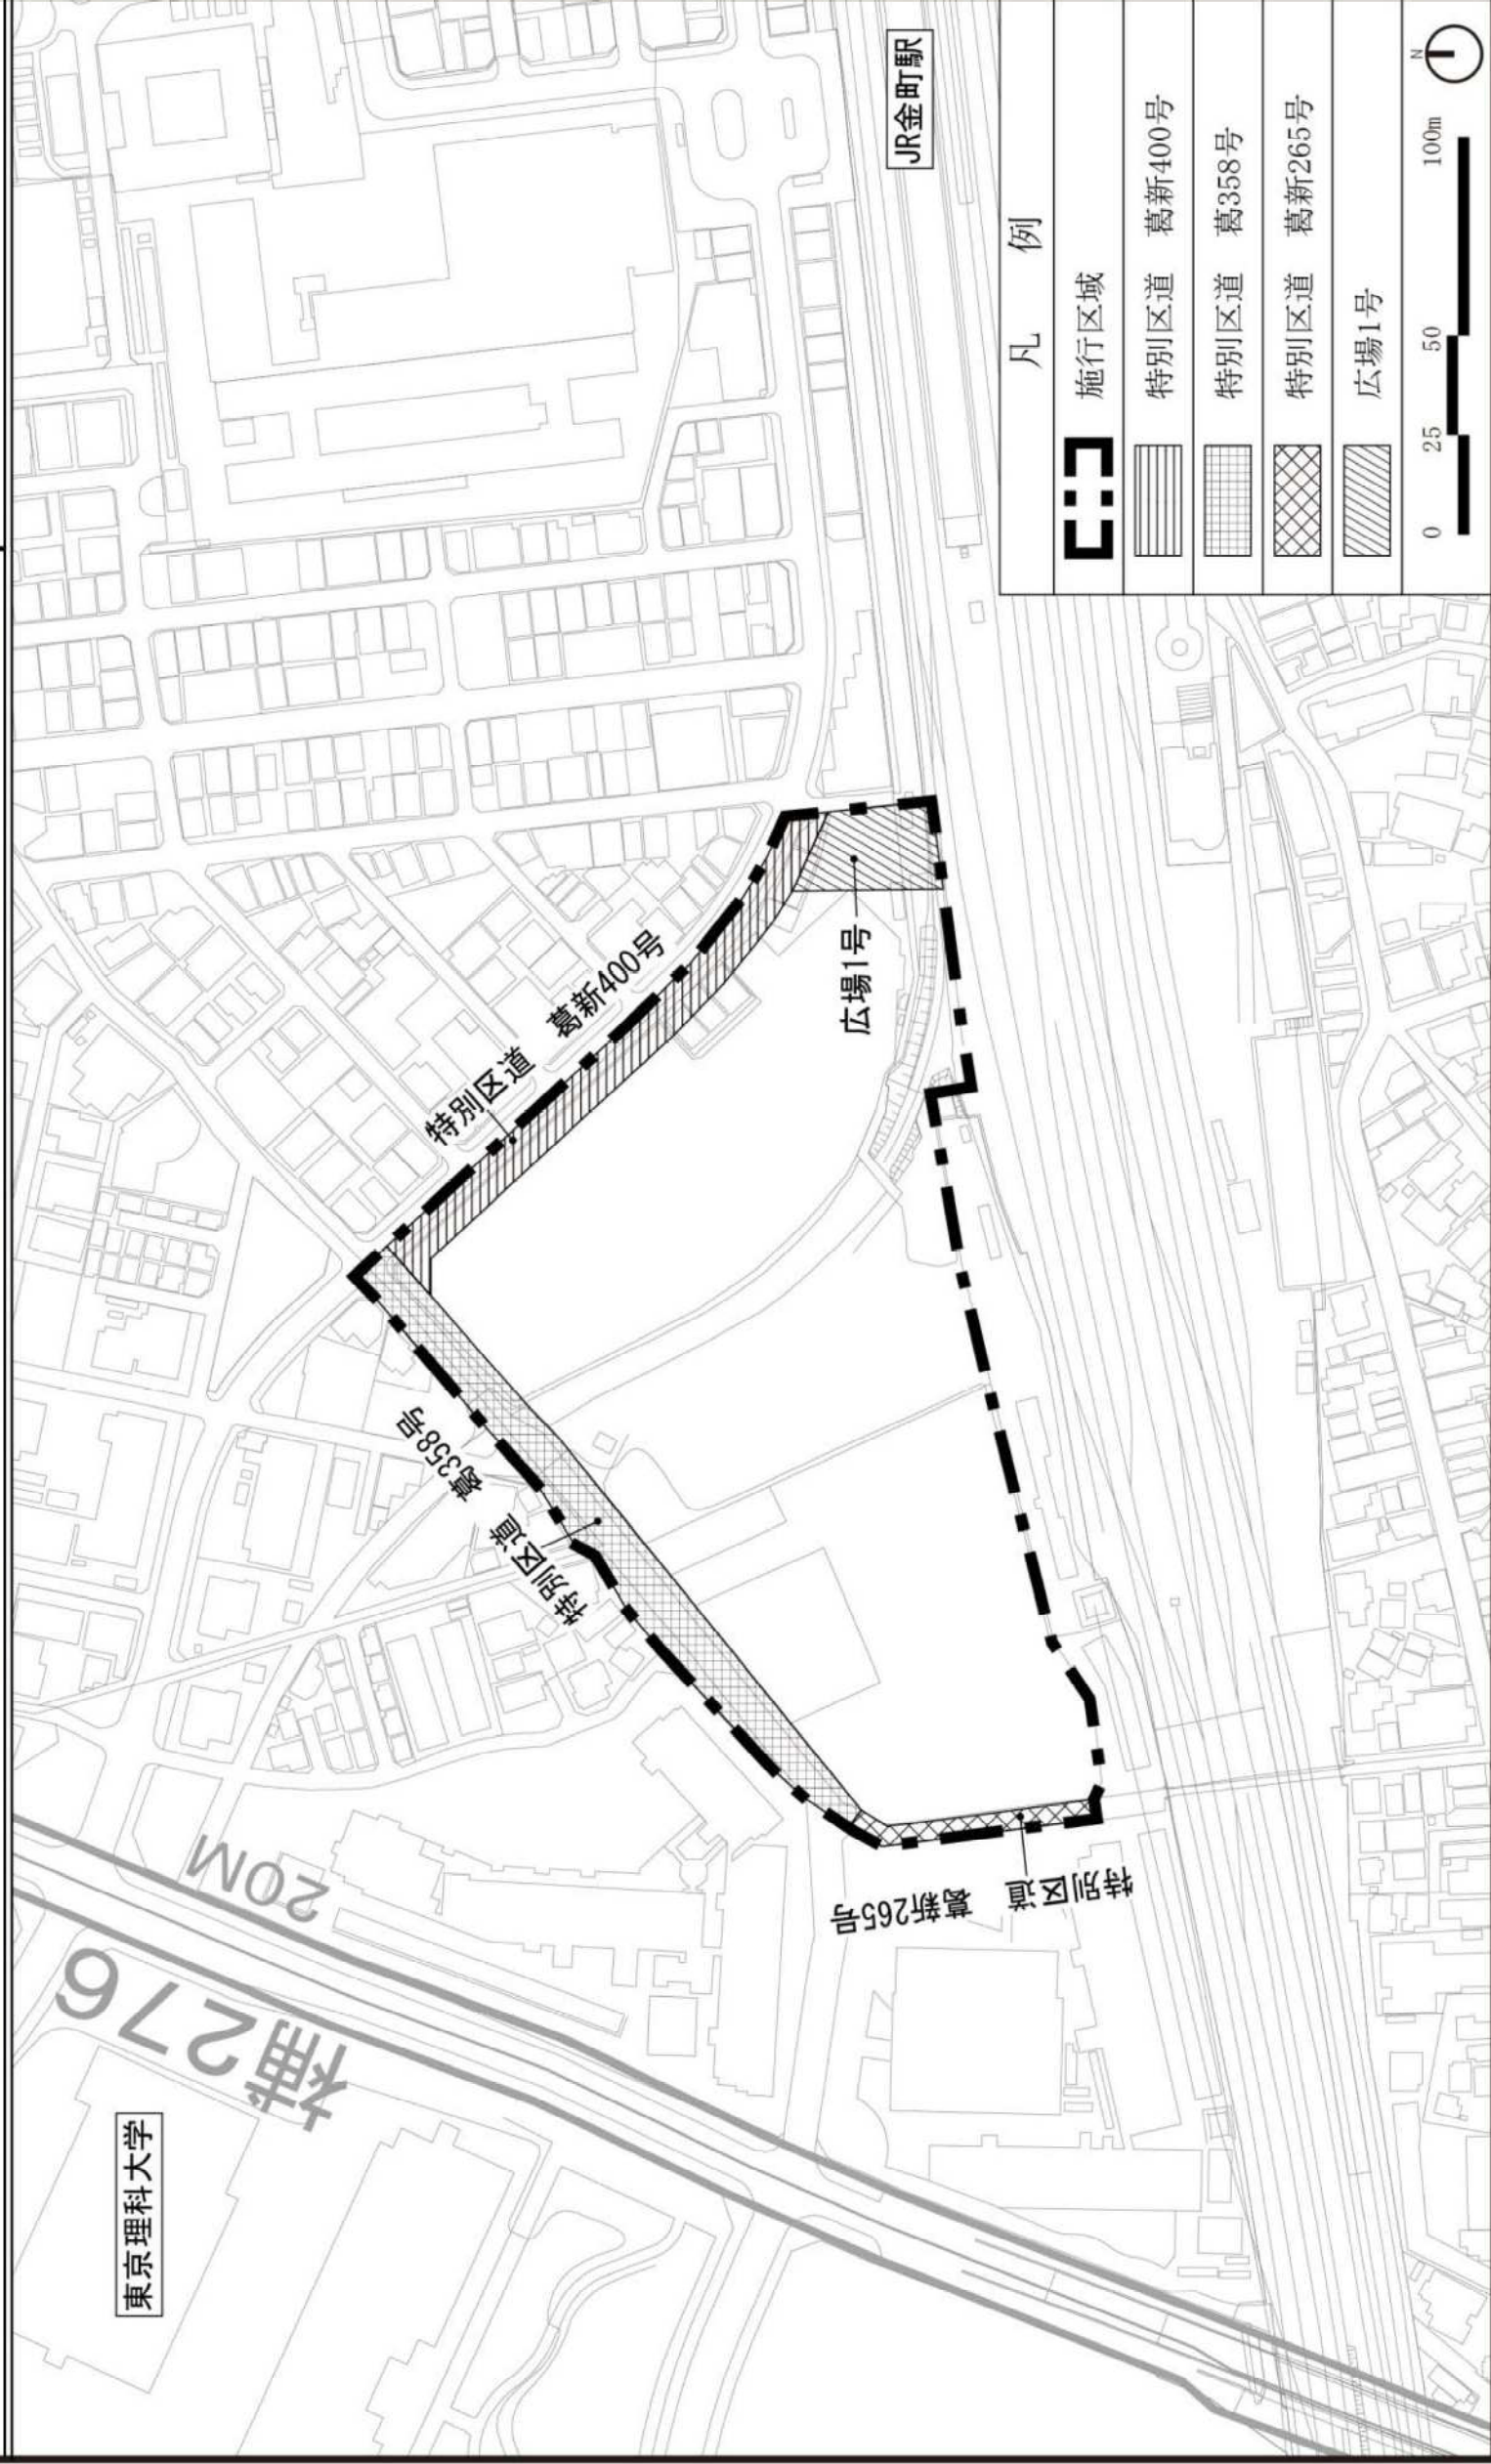 東京理科大学
補276
20M
特別区道　葛358号
特別区道　葛新400号
特別区道　葛新265号
広場1号
JR金町駅
凡　例
施行区域
特別区道　葛新400号
特別区道　葛358号
特別区道　葛新265号
広場1号
0 25 50 100m
N